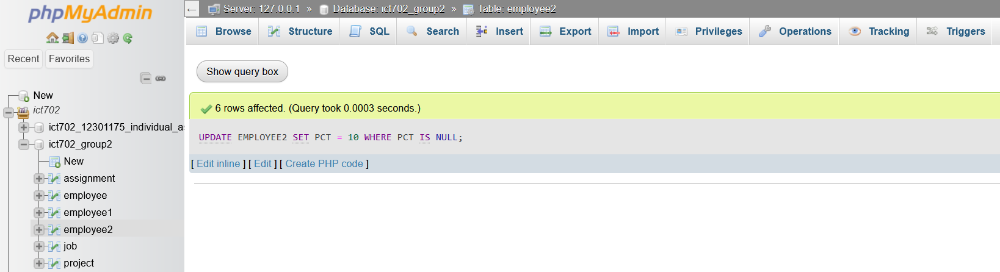 phpMyAdmin
Recent Favorites
New
ict702
ict702_12301175_individual_as
ict702_group2
New
assignment
employee
employee1
employee2
job
project
← Server: 127.0.0.1 » Database: ict702_group2 » Table: employee2
Browse Structure SQL Search Insert Export Import Privileges Operations Tracking Triggers
Show query box
6 rows affected. (Query took 0.0003 seconds.)
UPDATE EMPLOYEE2 SET PCT = 10 WHERE PCT IS NULL;
[ Edit inline ] [ Edit ] [ Create PHP code ]